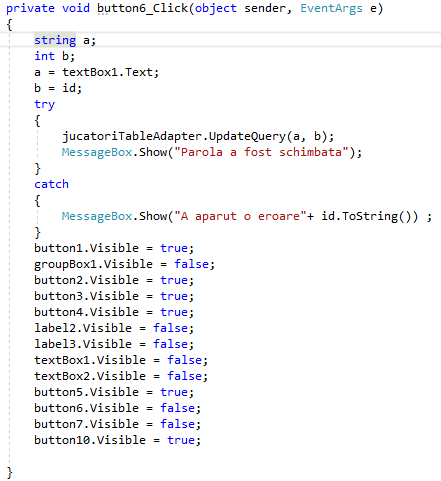 private void button6_Click(object sender, EventArgs e)
{
string a;
int b;
a = textBox1.Text;
b = id;
try
{
jucatoriTableAdapter.UpdateQuery(a, b);
MessageBox.Show("Parola a fost schimbata");
}
catch
{
MessageBox.Show("A aparut o eroare"+ id.ToString()) ;
}
button1.Visible = true;
groupBox1.Visible = false;
button2.Visible = true;
button3.Visible = true;
button4.Visible = true;
label2.Visible = false;
label3.Visible = false;
textBox1.Visible = false;
textBox2.Visible = false;
button5.Visible = true;
button6.Visible = false;
button7.Visible = false;
button10.Visible = true;
}